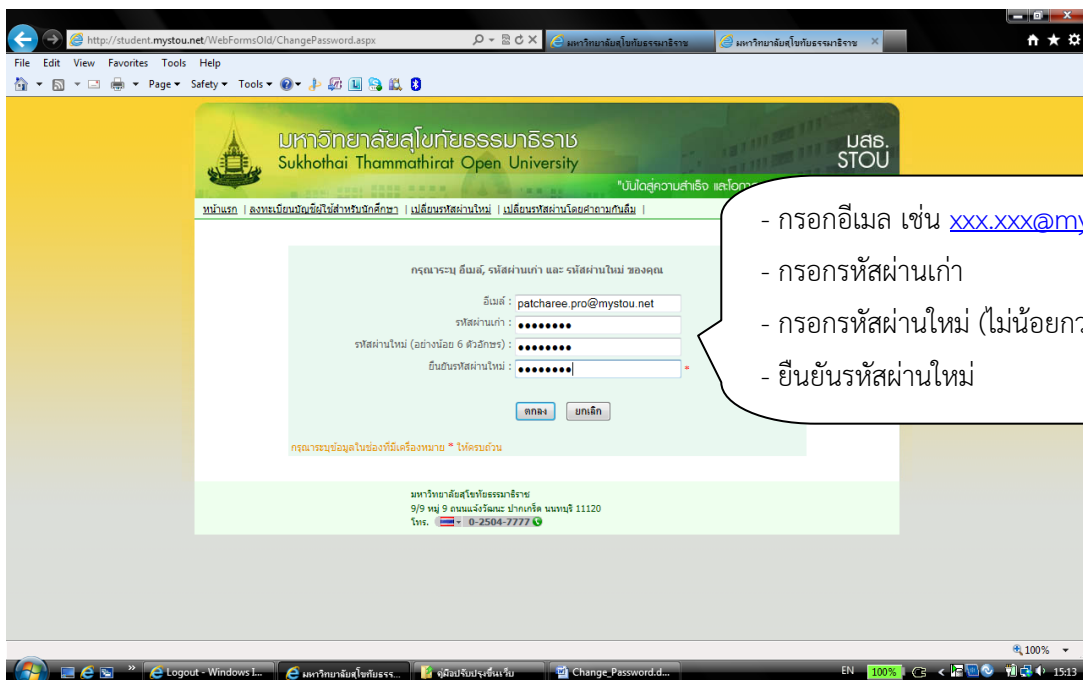 http://student.mystou.net/WebFormsOld/ChangePassword.aspx
มหาวิทยาลัยสุโขทัยธรรมาธิราช
มหาวิทยาลัยสุโขทัยธรรมาธิราช
File Edit View Favorites Tools Help
Page Safety Tools
มหาวิทยาลัยสุโขทัยธรรมาธิราช
Sukhothai Thammathirat Open University
มสธ.
STOU
"บันไดสู่ความสำเร็จ และโอกา
หน้าแรก | ลงทะเบียนบัญชีผู้ใช้สำหรับนักศึกษา | เปลี่ยนรหัสผ่านใหม่ | เปลี่ยนรหัสผ่านโดยคำถามกันลืม |
- กรอกอีเมล เช่น xxx.xxx@my
- กรอกรหัสผ่านเก่า
- กรอกรหัสผ่านใหม่ (ไม่น้อยกว
- ยืนยันรหัสผ่านใหม่
กรุณาระบุ อีเมล์, รหัสผ่านเก่า และ รหัสผ่านใหม่ ของคุณ
อีเมล์ : patcharee.pro@mystou.net
รหัสผ่านเก่า : ●●●●●●●●
รหัสผ่านใหม่ (อย่างน้อย 6 ตัวอักษร) : ●●●●●●●●
ยืนยันรหัสผ่านใหม่ : ●●●●●●●● *
ตกลง ยกเลิก
กรุณาระบุข้อมูลในช่องที่มีเครื่องหมาย * ให้ครบถ้วน
มหาวิทยาลัยสุโขทัยธรรมาธิราช
9/9 หมู่ 9 ถนนแจ้งวัฒนะ ปากเกร็ด นนทบุรี 11120
โทร. 0-2504-7777
100%
Logout - Windows I...
มหาวิทยาลัยสุโขทัยธรร...
คู่มือปรับปรุงขึ้นเว็บ
Change_Password.d...
EN 100% 15:13